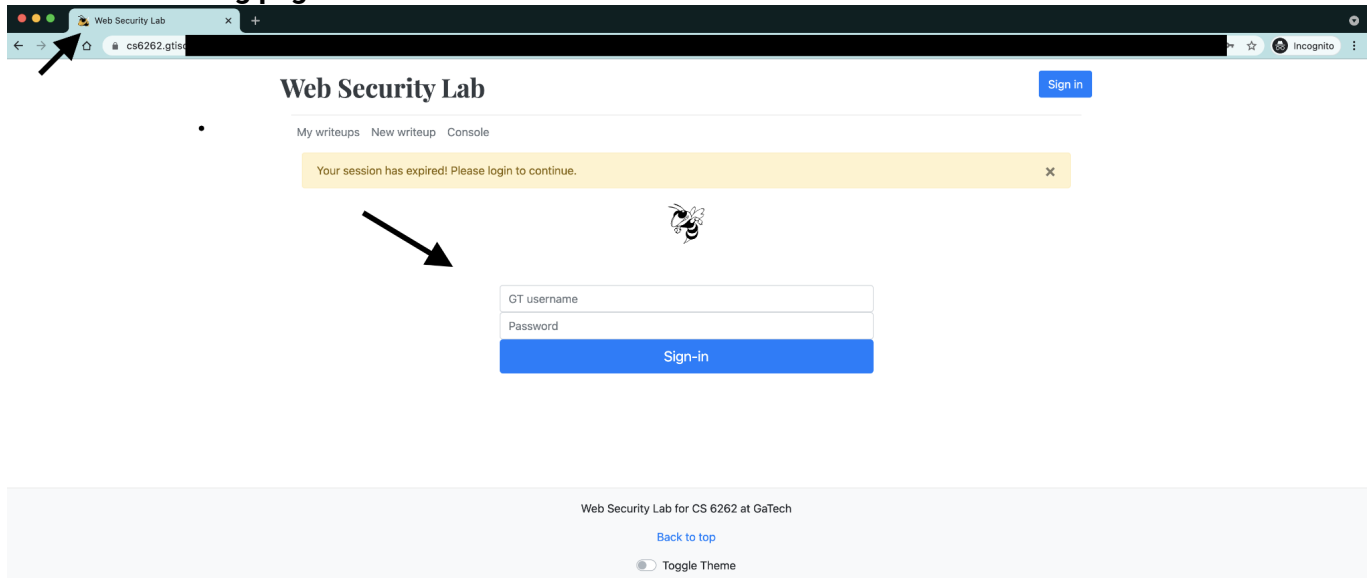 Web Security Lab
cs6262.gtisc
Incognito
Web Security Lab
Sign in
My writeups New writeup Console
Your session has expired! Please login to continue.
GT username
Password
Sign-in
Web Security Lab for CS 6262 at GaTech
Back to top
Toggle Theme